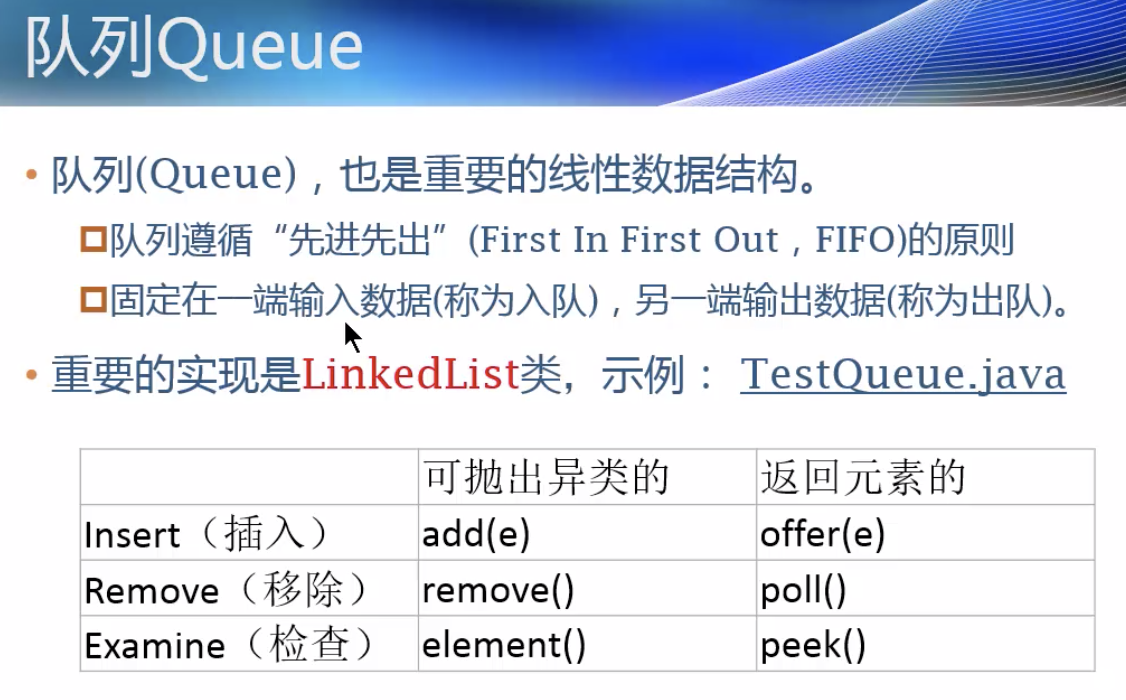 队列Queue
• 队列(Queue)，也是重要的线性数据结构。
队列遵循“先进先出”(First In First Out，FIFO)的原则
固定在一端输入数据(称为入队)，另一端输出数据(称为出队)。
• 重要的实现是LinkedList类，示例： TestQueue.java
可抛出异类的 返回元素的
Insert（插入） add(e) offer(e)
Remove（移除） remove() poll()
Examine（检查） element() peek()